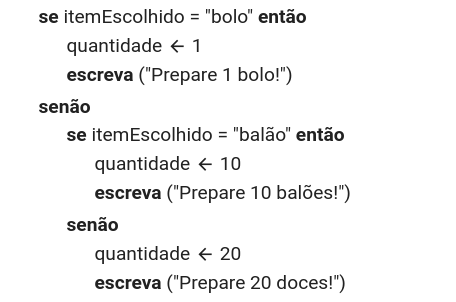 se itemEscolhido = "bolo" então
quantidade ← 1
escreva ("Prepare 1 bolo!")
senão
se itemEscolhido = "balão" então
quantidade ← 10
escreva ("Prepare 10 balões!")
senão
quantidade ← 20
escreva ("Prepare 20 doces!")